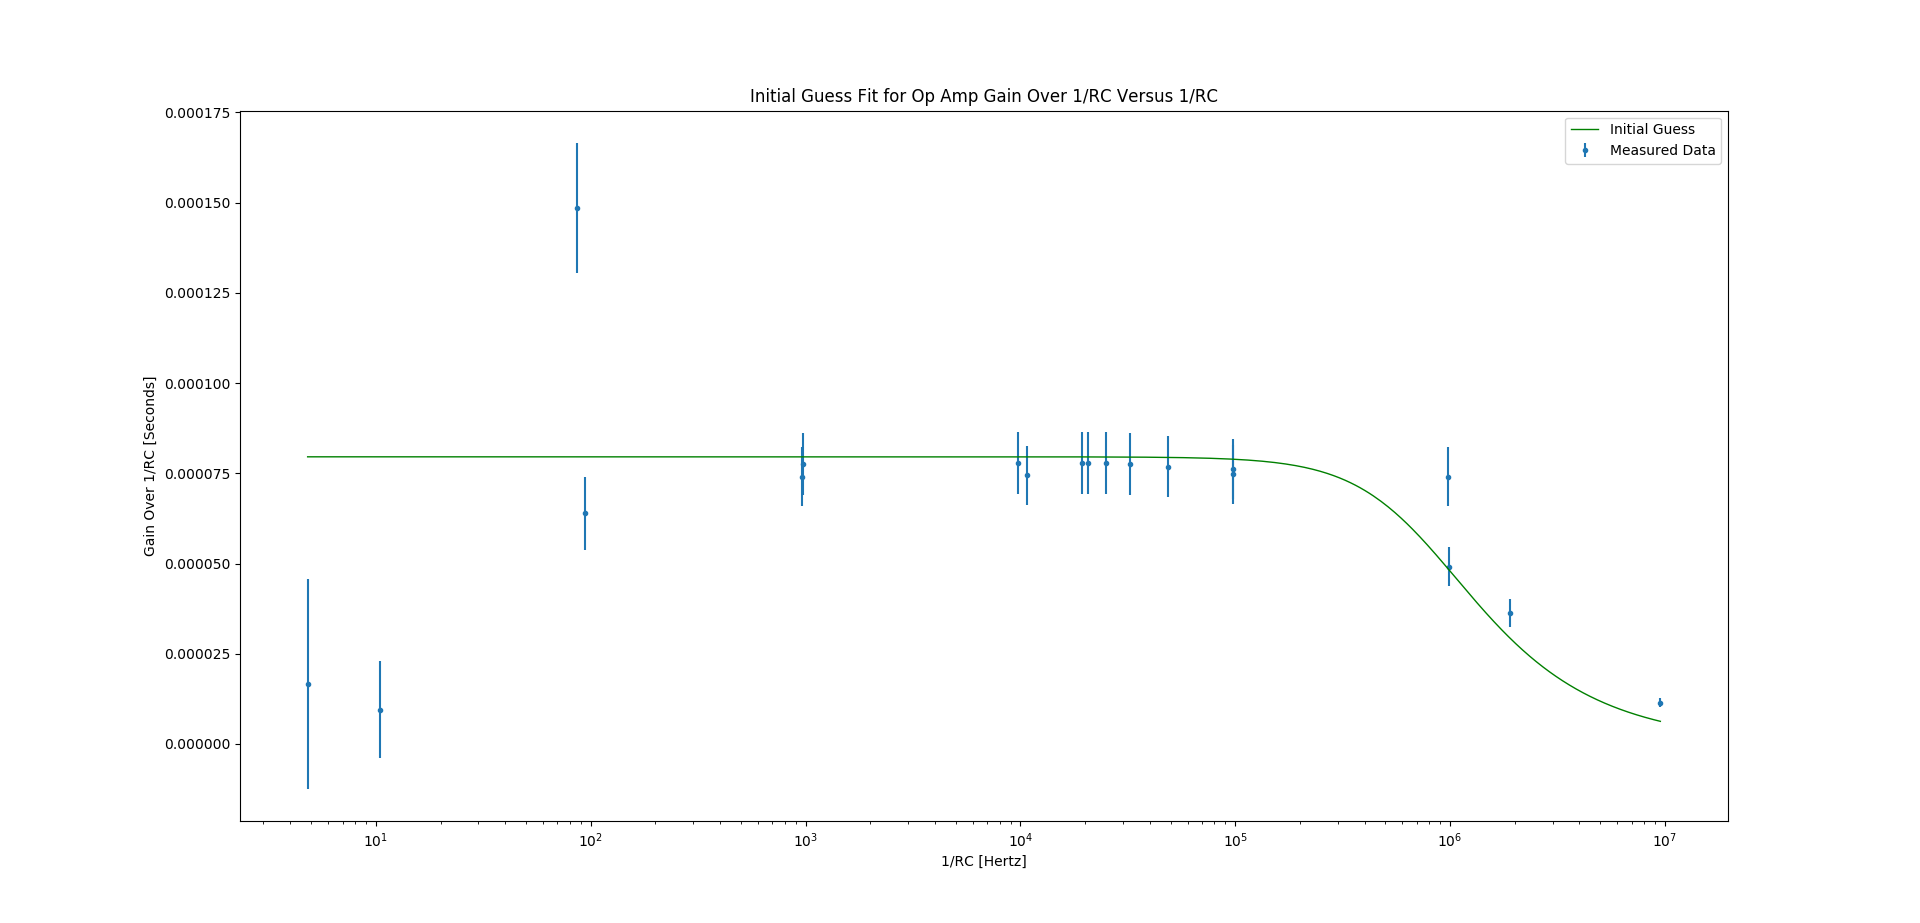 Initial Guess Fit for Op Amp Gain Over 1/RC Versus 1/RC
Initial Guess
Measured Data
0.000175
0.000150
0.000125
0.000100
0.000075
0.000050
0.000025
0.000000
Gain Over 1/RC [Seconds]
10¹ 10² 10³ 10⁴ 10⁵ 10⁶ 10⁷
1/RC [Hertz]